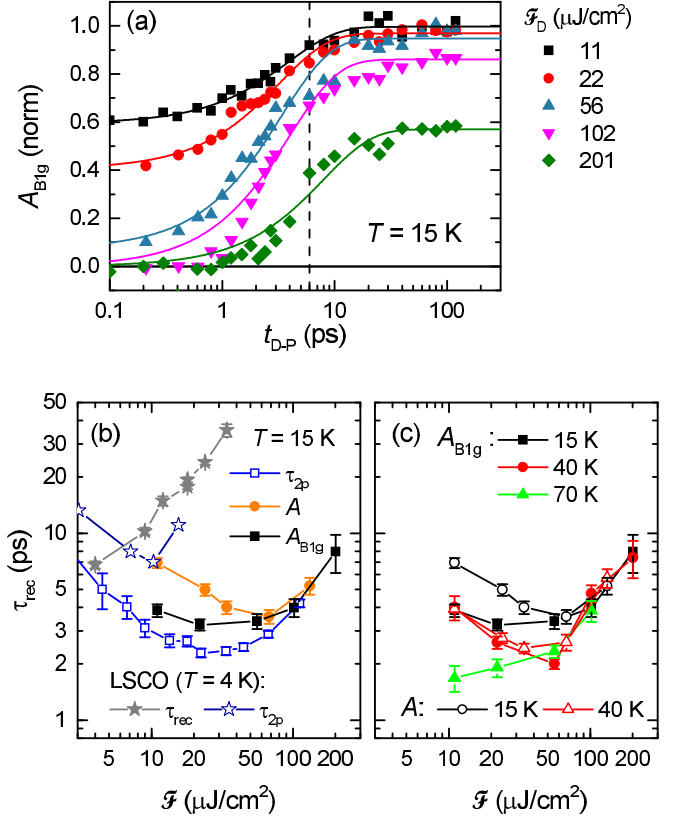 (a)
1.0
0.8
0.6
0.4
0.2
0.0
A_B1g (norm)
T = 15 K
0.1 1 10 100
t_D-P (ps)
ℱ_D (μJ/cm²)
11
22
56
102
201
(b)
T = 15 K
τ_2p
A
A_B1g
LSCO (T = 4 K):
τ_rec τ_2p
50
30
20
10
5
3
2
1
τ_rec (ps)
5 10 20 50 100 200
ℱ (μJ/cm²)
(c)
A_B1g :
15 K
40 K
70 K
A: 15 K 40 K
5 10 20 50 100 200
ℱ (μJ/cm²)